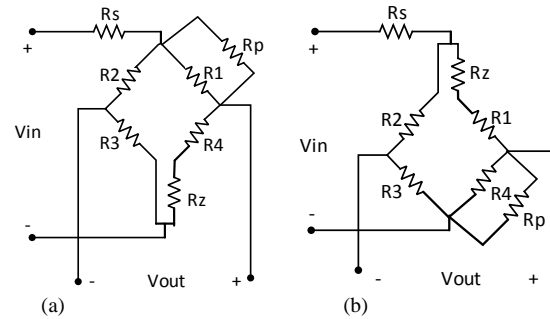 Rs
+
Rp
R2
R1
Vin
R3
R4
Rz
-
-
Vout
+
(a)
Rs
+
Rz
R2
R1
Vin
R3
R4
Rp
-
-
Vout
+
(b)